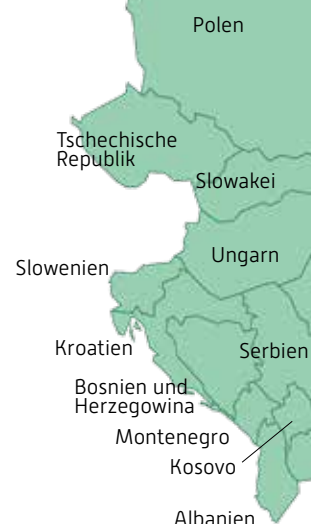 Polen
Tschechische
Republik
Slowakei
Ungarn
Slowenien
Kroatien
Serbien
Bosnien und
Herzegowina
Montenegro
Kosovo
Albanien